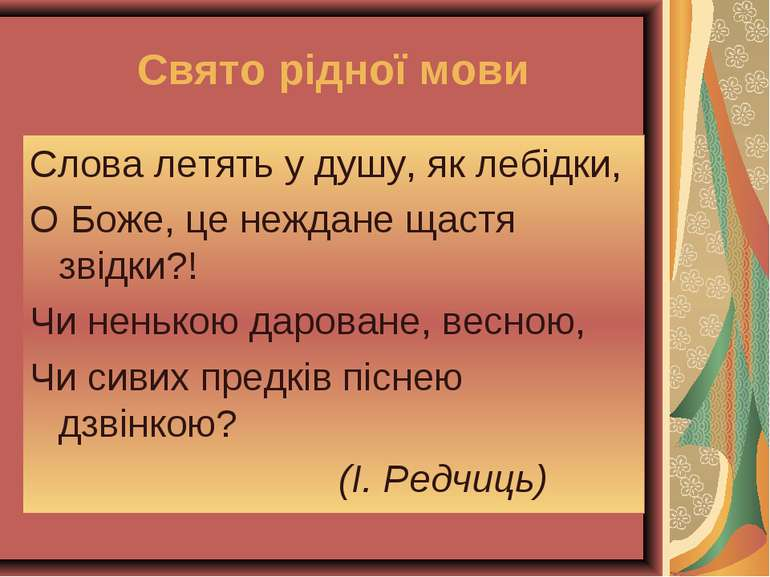 Свято рідної мови
Слова летять у душу, як лебідки,
О Боже, це неждане щастя
звідки?!
Чи ненькою дароване, весною,
Чи сивих предків піснею
дзвінкою?
(І. Редчиць)